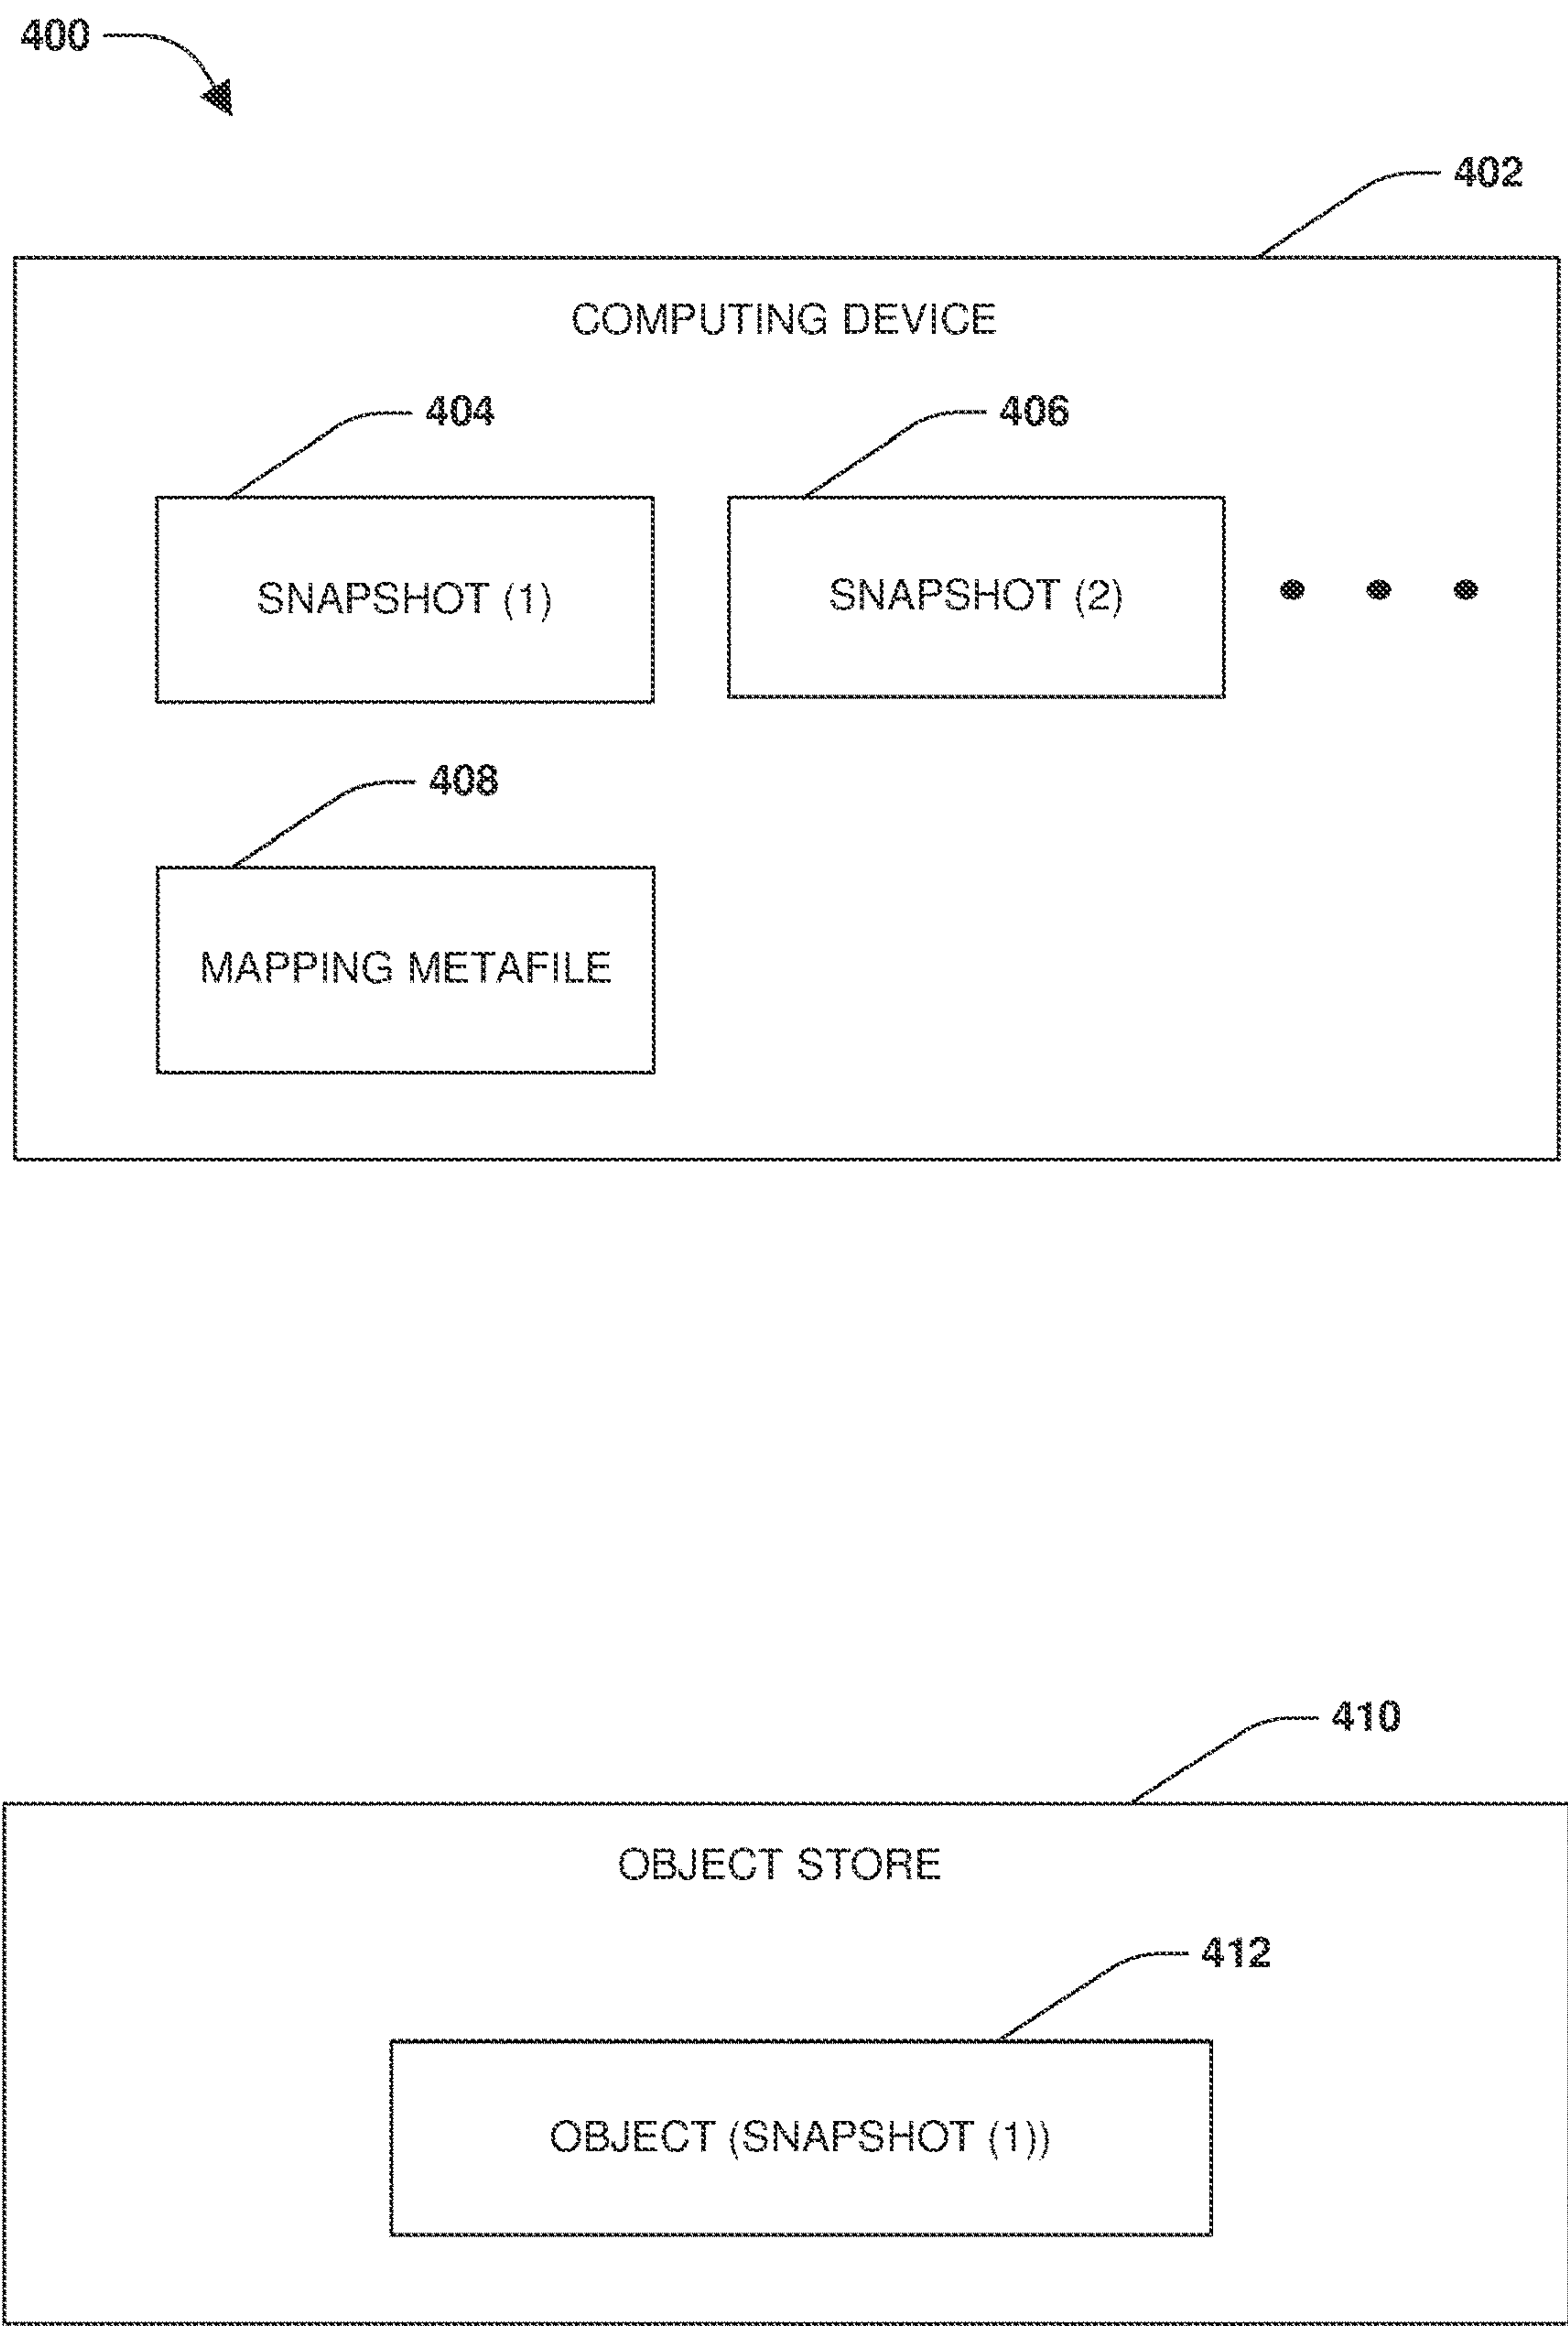 400
402
COMPUTING DEVICE
404
406
SNAPSHOT (1)
SNAPSHOT (2)
408
MAPPING METAFILE
410
OBJECT STORE
412
OBJECT (SNAPSHOT (1))